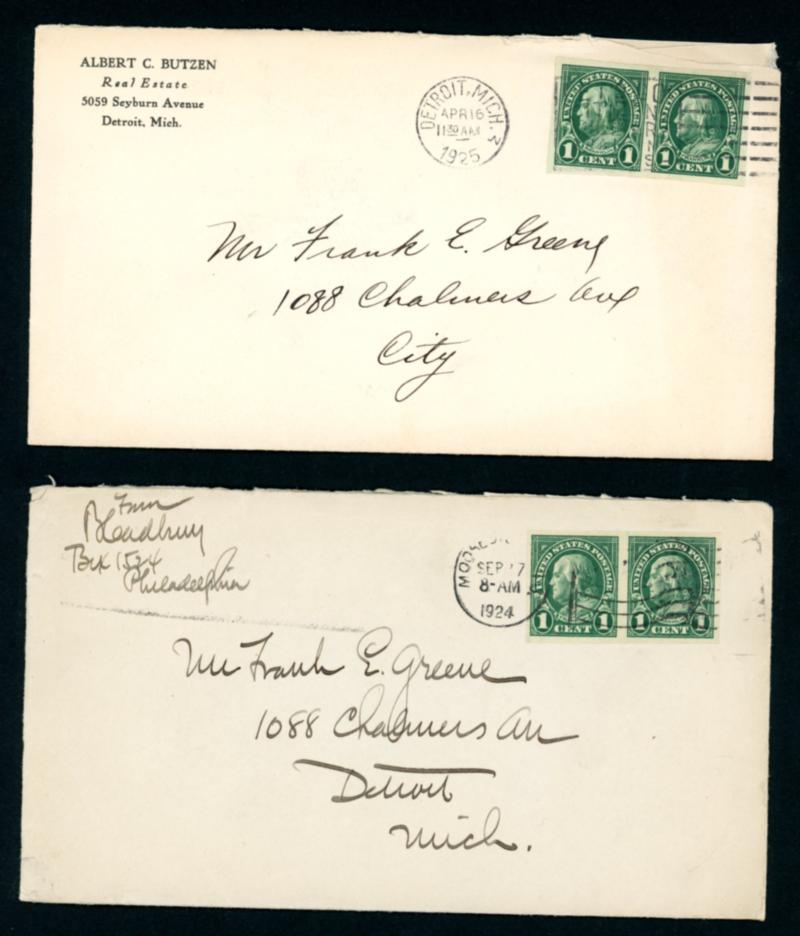 ALBERT C. BUTZEN
Real Estate
5059 Seyburn Avenue
Detroit, Mich.
DETROIT, MICH. 3
APR 16
11 30 AM
1925
UNITED STATES POSTAGE
1 CENT 1
UNITED STATES POSTAGE
1 CENT 1
Mr Frank E. Greene
1088 Chalmers Ave
City
From
Bradbury
Box 1524
Philadelphia
SEP 17
8-AM
1924
UNITED STATES POSTAGE
1 CENT 1
UNITED STATES POSTAGE
1 CENT 1
Mr Frank E. Greene
1088 Chalmers Av
Detroit
Mich.